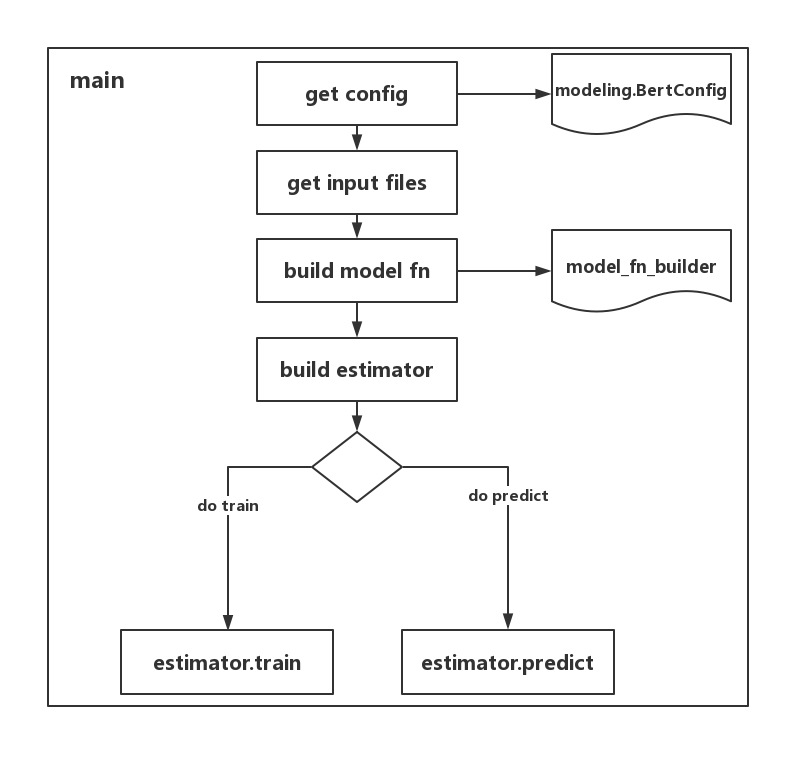 main
get config
modeling.BertConfig
get input files
build model fn
model_fn_builder
build estimator
do train
do predict
estimator.train
estimator.predict